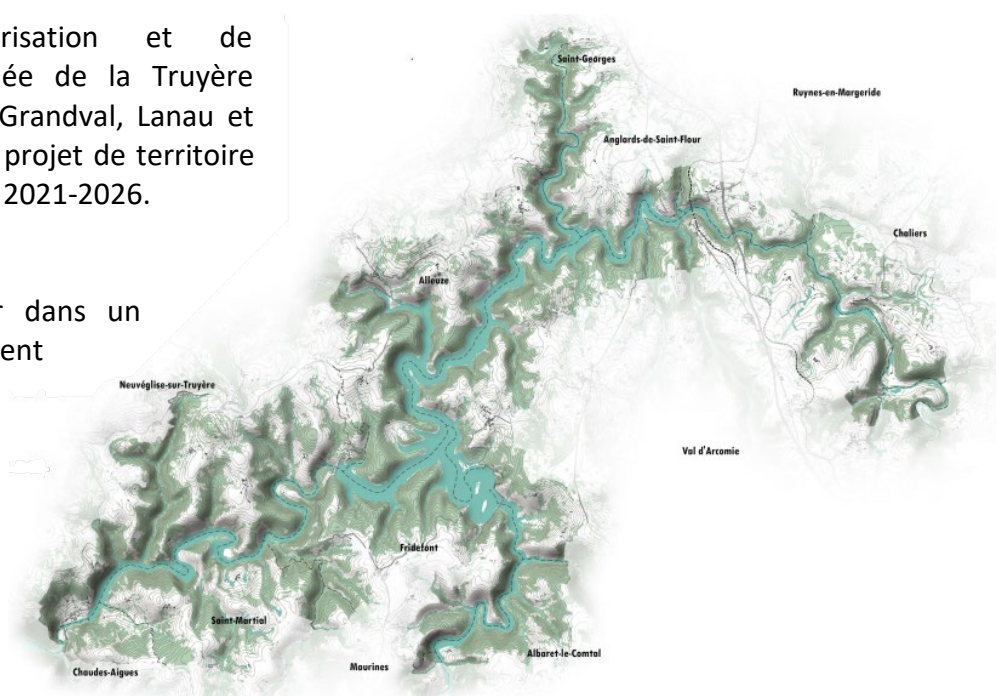 risation et de
ée de la Truyère
Grandval, Lanau et
projet de territoire
2021-2026.
r dans un
ent
Saint-Georges
Ruynes-en-Margeride
Anglards-de-Saint-Flour
Chaliers
Alleuze
Neuvéglise-sur-Truyère
Val d'Arcomie
Fridefont
Saint-Martial
Albaret-le-Comtal
Maurines
Chaudes-Aigues